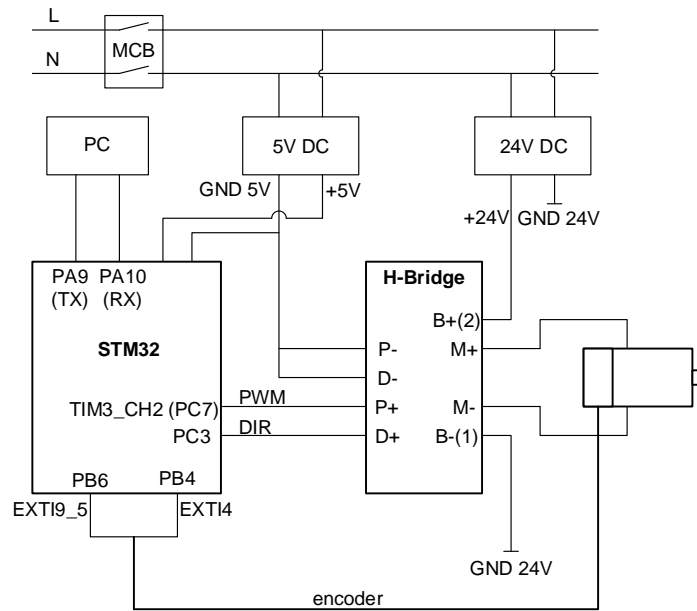 L
MCB
N
PC
5V DC
24V DC
GND 5V
+5V
+24V
GND 24V
PA9
(TX)
PA10
(RX)
H-Bridge
STM32
B+(2)
P-
M+
D-
PWM
TIM3_CH2 (PC7)
P+
M-
PC3
DIR
D+
B-(1)
PB6
PB4
EXTI9_5
EXTI4
GND 24V
encoder